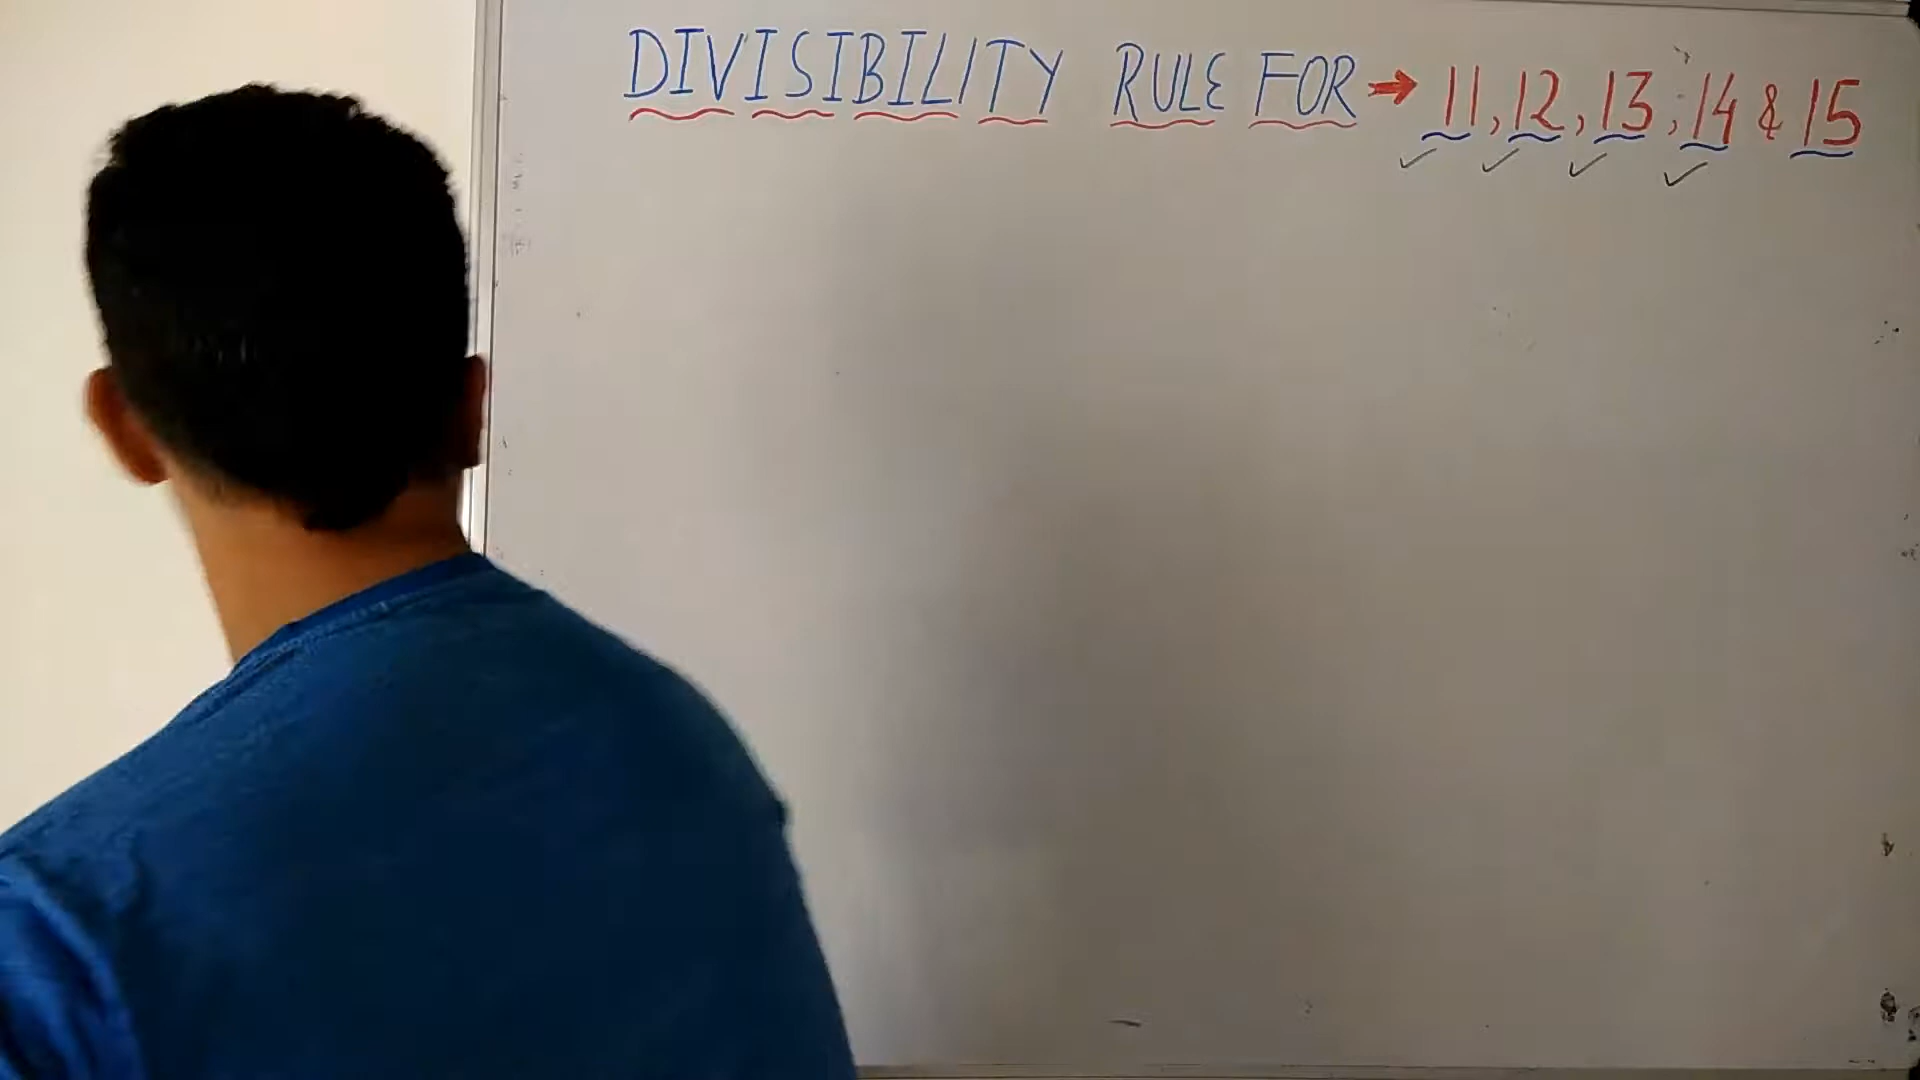 DIVISIBILITY RULE FOR → 11, 12, 13, 14 & 15
✓ ✓ ✓ ✓